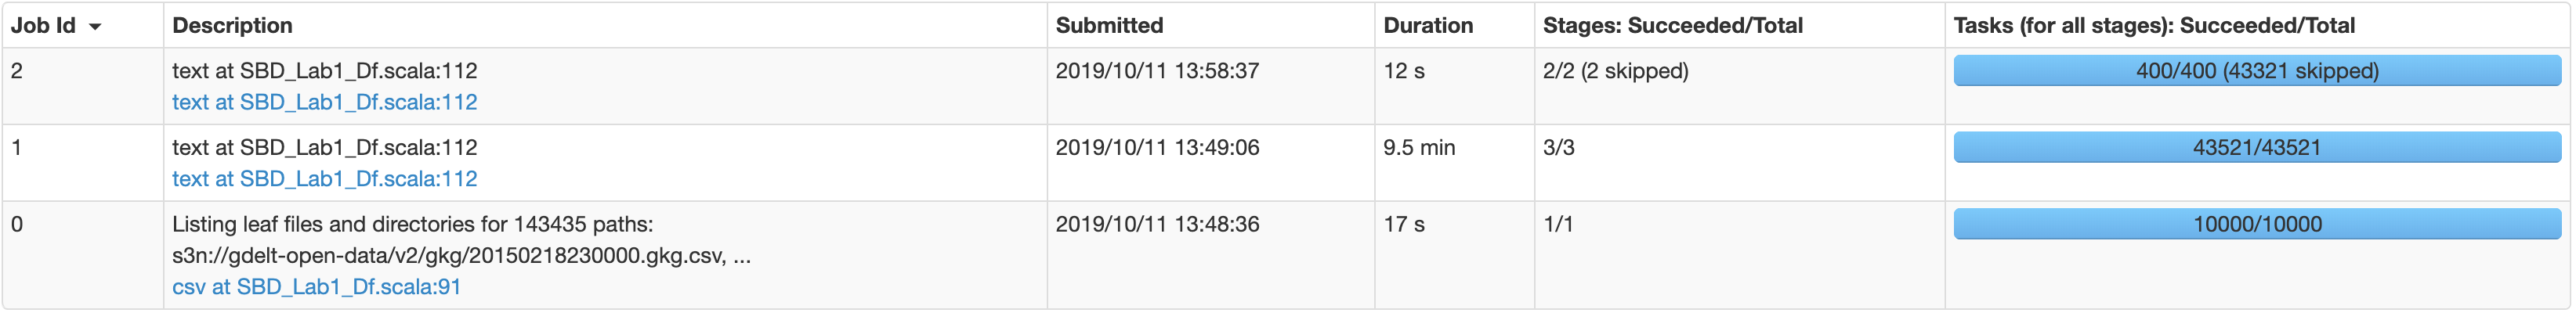 Job Id Description Submitted Duration Stages: Succeeded/Total Tasks (for all stages): Succeeded/Total
2 text at SBD_Lab1_Df.scala:112 2019/10/11 13:58:37 12 s 2/2 (2 skipped) 400/400 (43321 skipped)
text at SBD_Lab1_Df.scala:112
1 text at SBD_Lab1_Df.scala:112 2019/10/11 13:49:06 9.5 min 3/3 43521/43521
text at SBD_Lab1_Df.scala:112
0 Listing leaf files and directories for 143435 paths: 2019/10/11 13:48:36 17 s 1/1 10000/10000
s3n://gdelt-open-data/v2/gkg/20150218230000.gkg.csv, ...
csv at SBD_Lab1_Df.scala:91